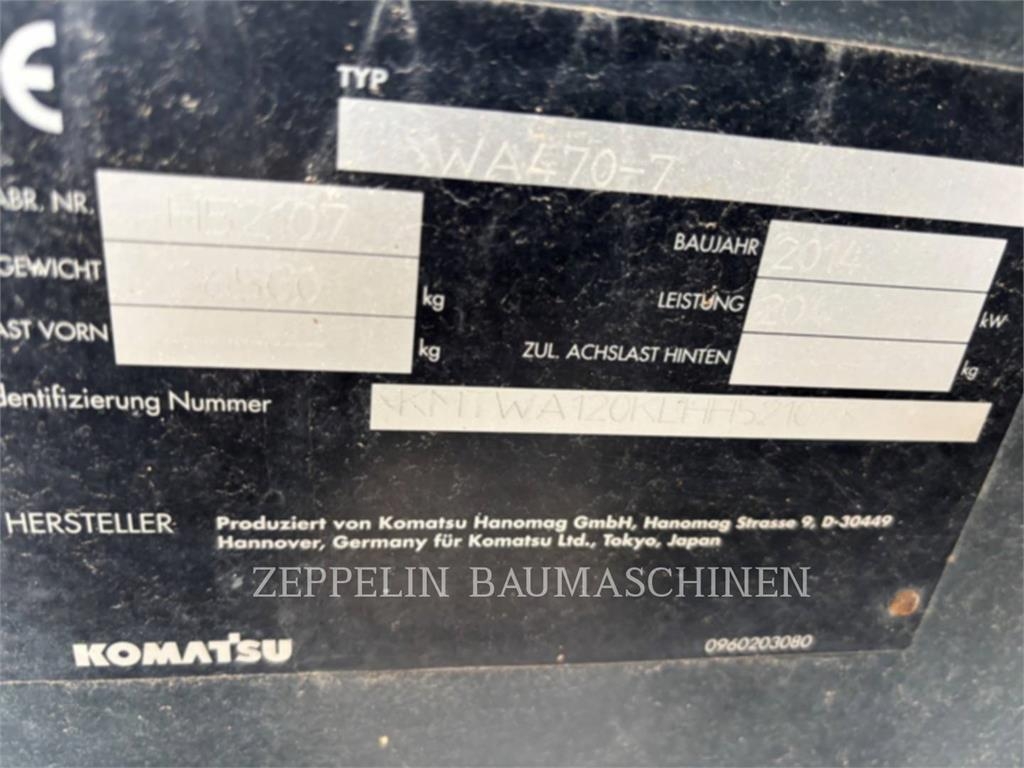 CE
TYP
WA470-7
ABR. NR.
GEWICHT kg
AST VORN kg
BAUJAHR 2014
LEISTUNG kW
ZUL. ACHSLAST HINTEN kg
dentifizierung Nummer
HERSTELLER
Produziert von Komatsu Hanomag GmbH, Hanomag Strasse 9, D-30449
Hannover, Germany für Komatsu Ltd., Tokyo, Japan
ZEPPELIN BAUMASCHINEN
KOMATSU
0960203080